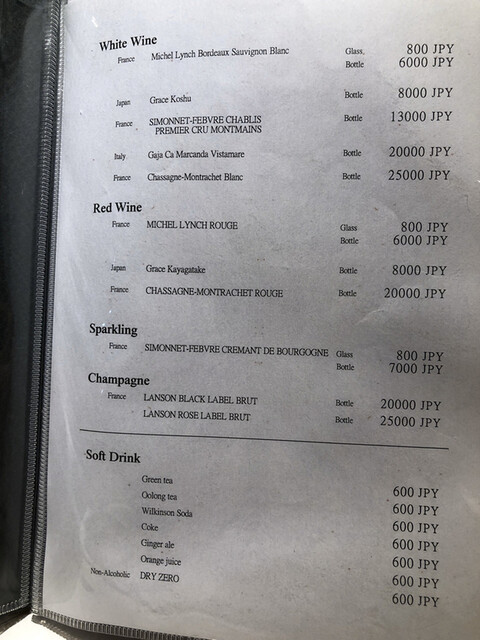 White Wine
France Michel Lynch Bordeaux Sauvignon Blanc Glass, 800 JPY
Bottle 6000 JPY
Japan Grace Koshu Bottle 8000 JPY
France SIMONNET-FEBVRE CHABLIS Bottle 13000 JPY
PREMIER CRU MONTMAINS
Italy Gaja Ca Marcanda Vistamare Bottle 20000 JPY
France Chassagne-Montrachet Blanc Bottle 25000 JPY
Red Wine
France MICHEL LYNCH ROUGE Glass 800 JPY
Bottle 6000 JPY
Japan Grace Kayagatake Bottle 8000 JPY
France CHASSAGNE-MONTRACHET ROUGE Bottle 20000 JPY
Sparkling
France SIMONNET-FEBVRE CREMANT DE BOURGOGNE Glass 800 JPY
Bottle 7000 JPY
Champagne
France LANSON BLACK LABEL BRUT Bottle 20000 JPY
LANSON ROSE LABEL BRUT Bottle 25000 JPY
Soft Drink
Green tea 600 JPY
Oolong tea 600 JPY
Wilkinson Soda 600 JPY
Coke 600 JPY
Ginger ale 600 JPY
Orange juice 600 JPY
Non-Alcoholic DRY ZERO 600 JPY